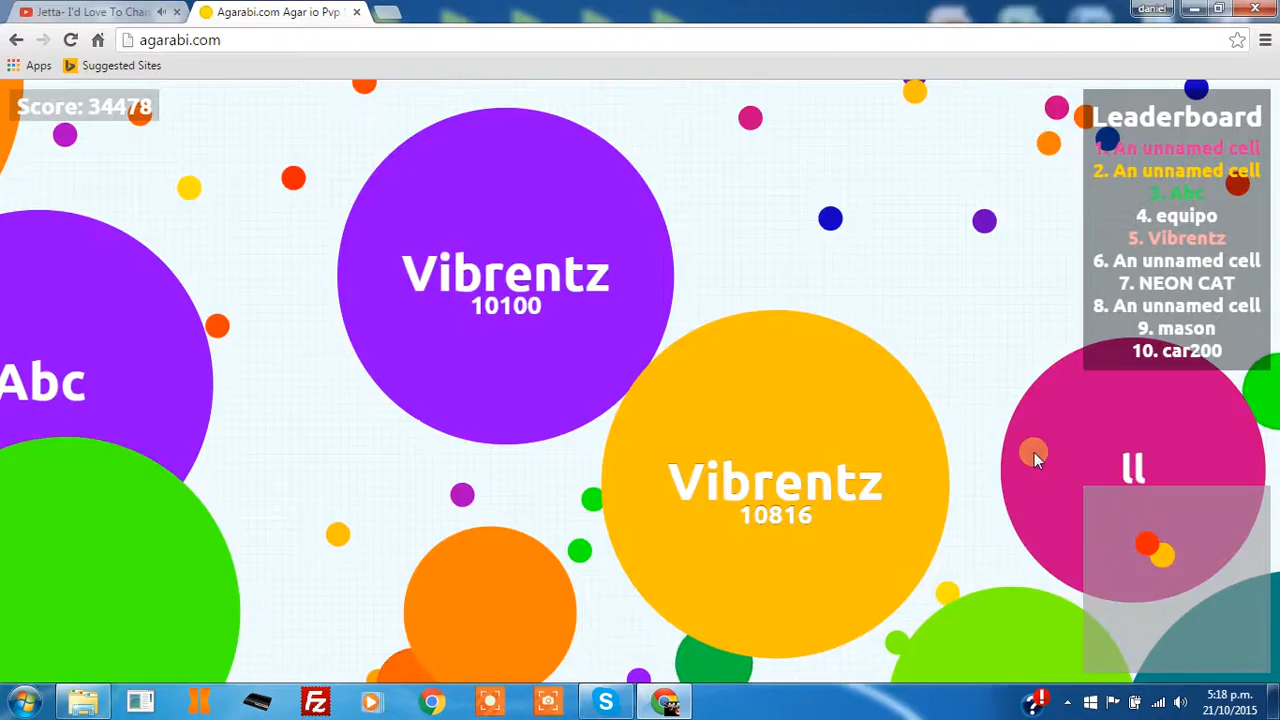 Jetta- I'd Love To Chan
Agarabi.com Agar io Pvp
daniel
agarabi.com
Apps
Suggested Sites
Score: 34478
Leaderboard
1. An unnamed cell
2. An unnamed cell
3. Abc
4. equipo
5. Vibrentz
6. An unnamed cell
7. NEON CAT
8. An unnamed cell
9. mason
10. car200
Vibrentz
10100
Abc
Vibrentz
10816
ll
5:18 p.m.
21/10/2015